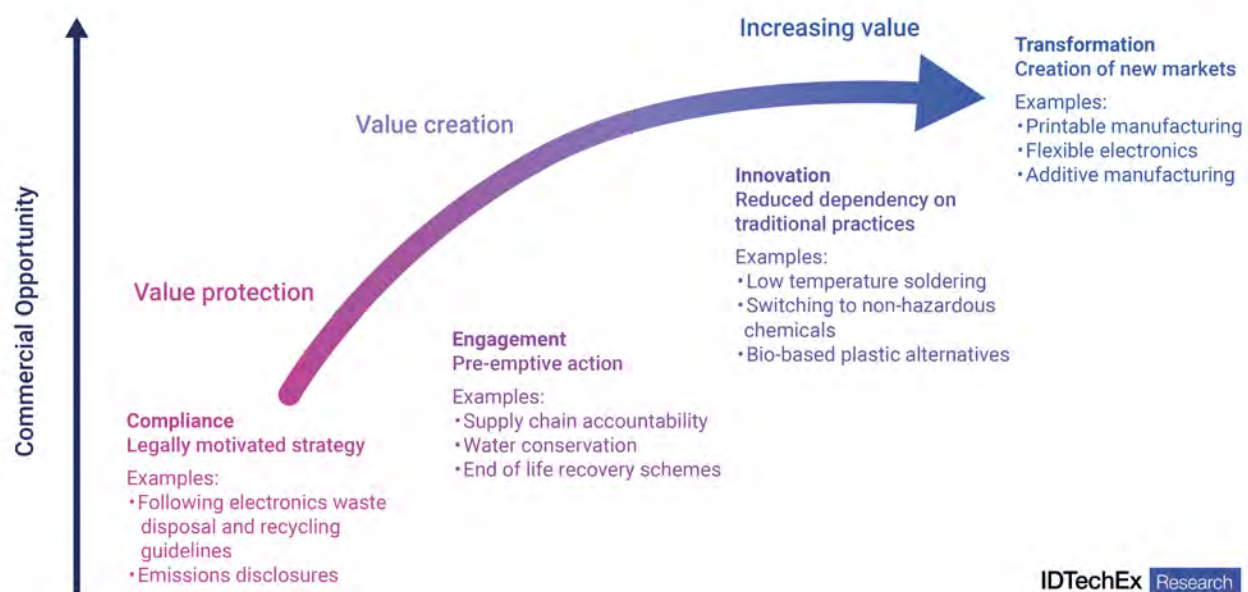 Commercial Opportunity
Value protection
Value creation
Increasing value
Compliance
Legally motivated strategy
Examples:
•Following electronics waste
disposal and recycling
guidelines
•Emissions disclosures
Engagement
Pre-emptive action
Examples:
•Supply chain accountability
•Water conservation
•End of life recovery schemes
Innovation
Reduced dependency on
traditional practices
Examples:
•Low temperature soldering
•Switching to non-hazardous
chemicals
•Bio-based plastic alternatives
Transformation
Creation of new markets
Examples:
•Printable manufacturing
•Flexible electronics
•Additive manufacturing
IDTechEx Research